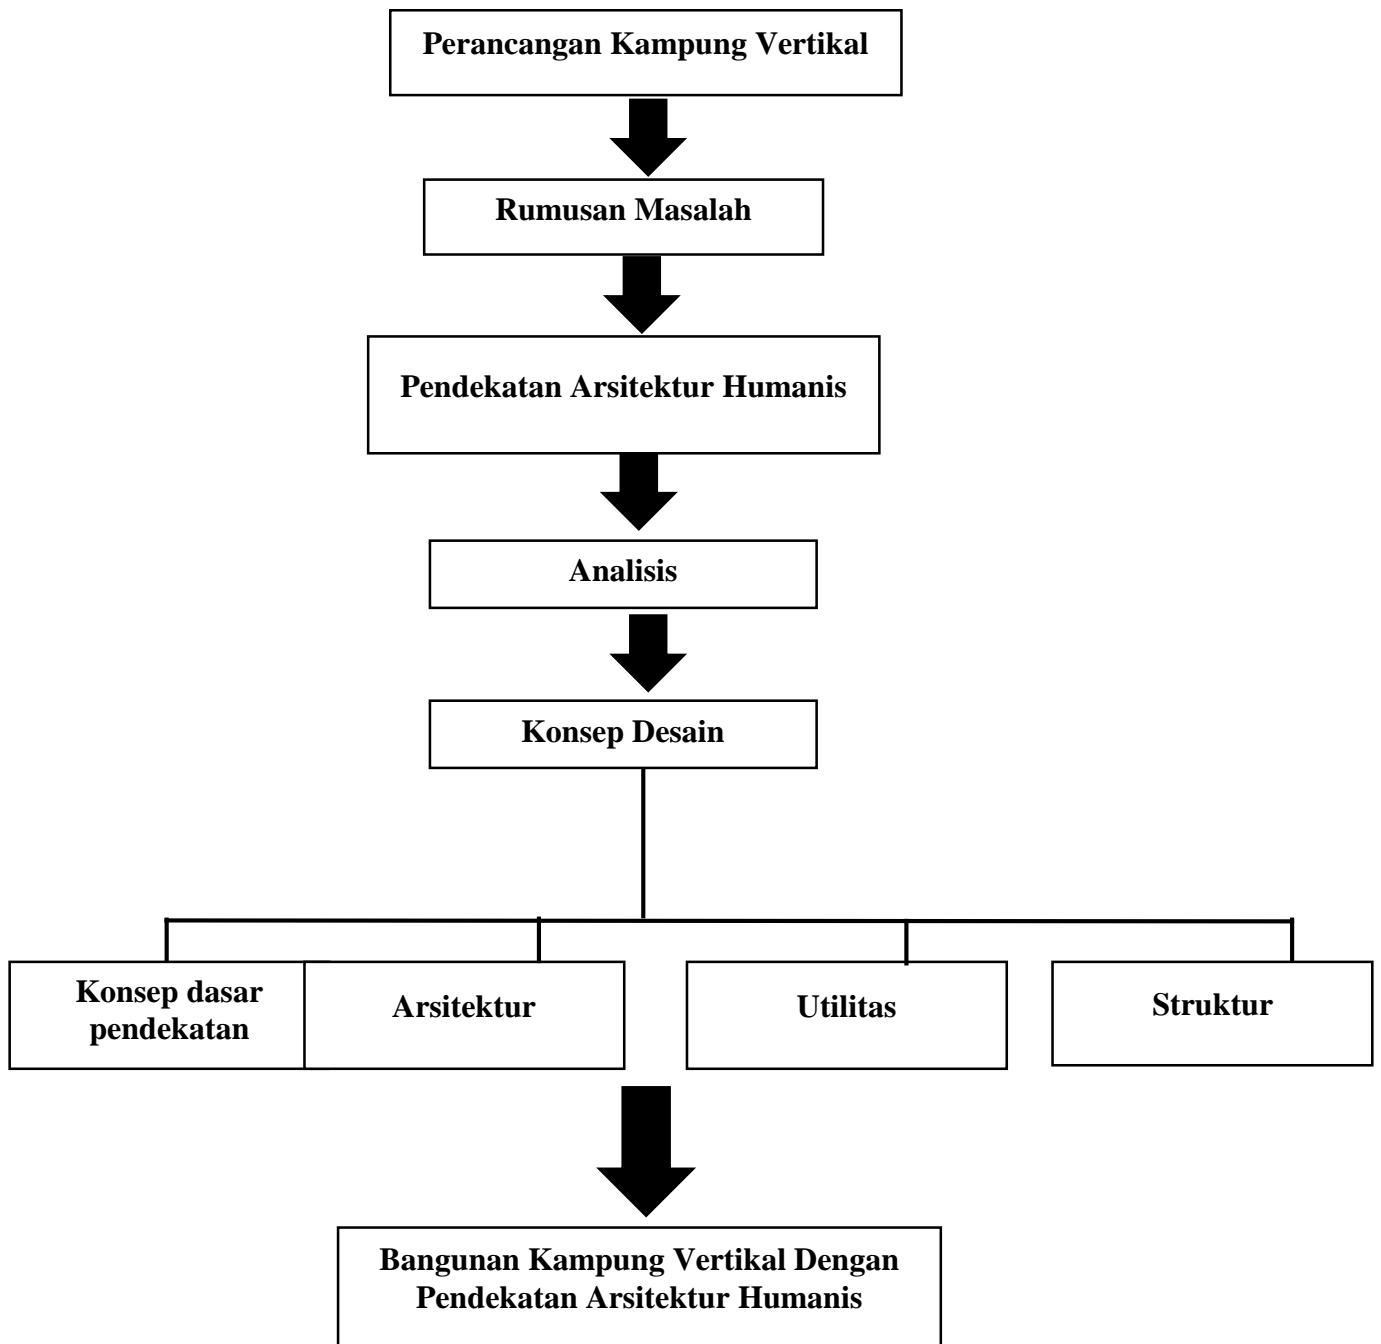 Perancangan Kampung Vertikal
Rumusan Masalah
Pendekatan Arsitektur Humanis
Analisis
Konsep Desain
Konsep dasar
pendekatan
Arsitektur
Utilitas
Struktur
Bangunan Kampung Vertikal Dengan
Pendekatan Arsitektur Humanis